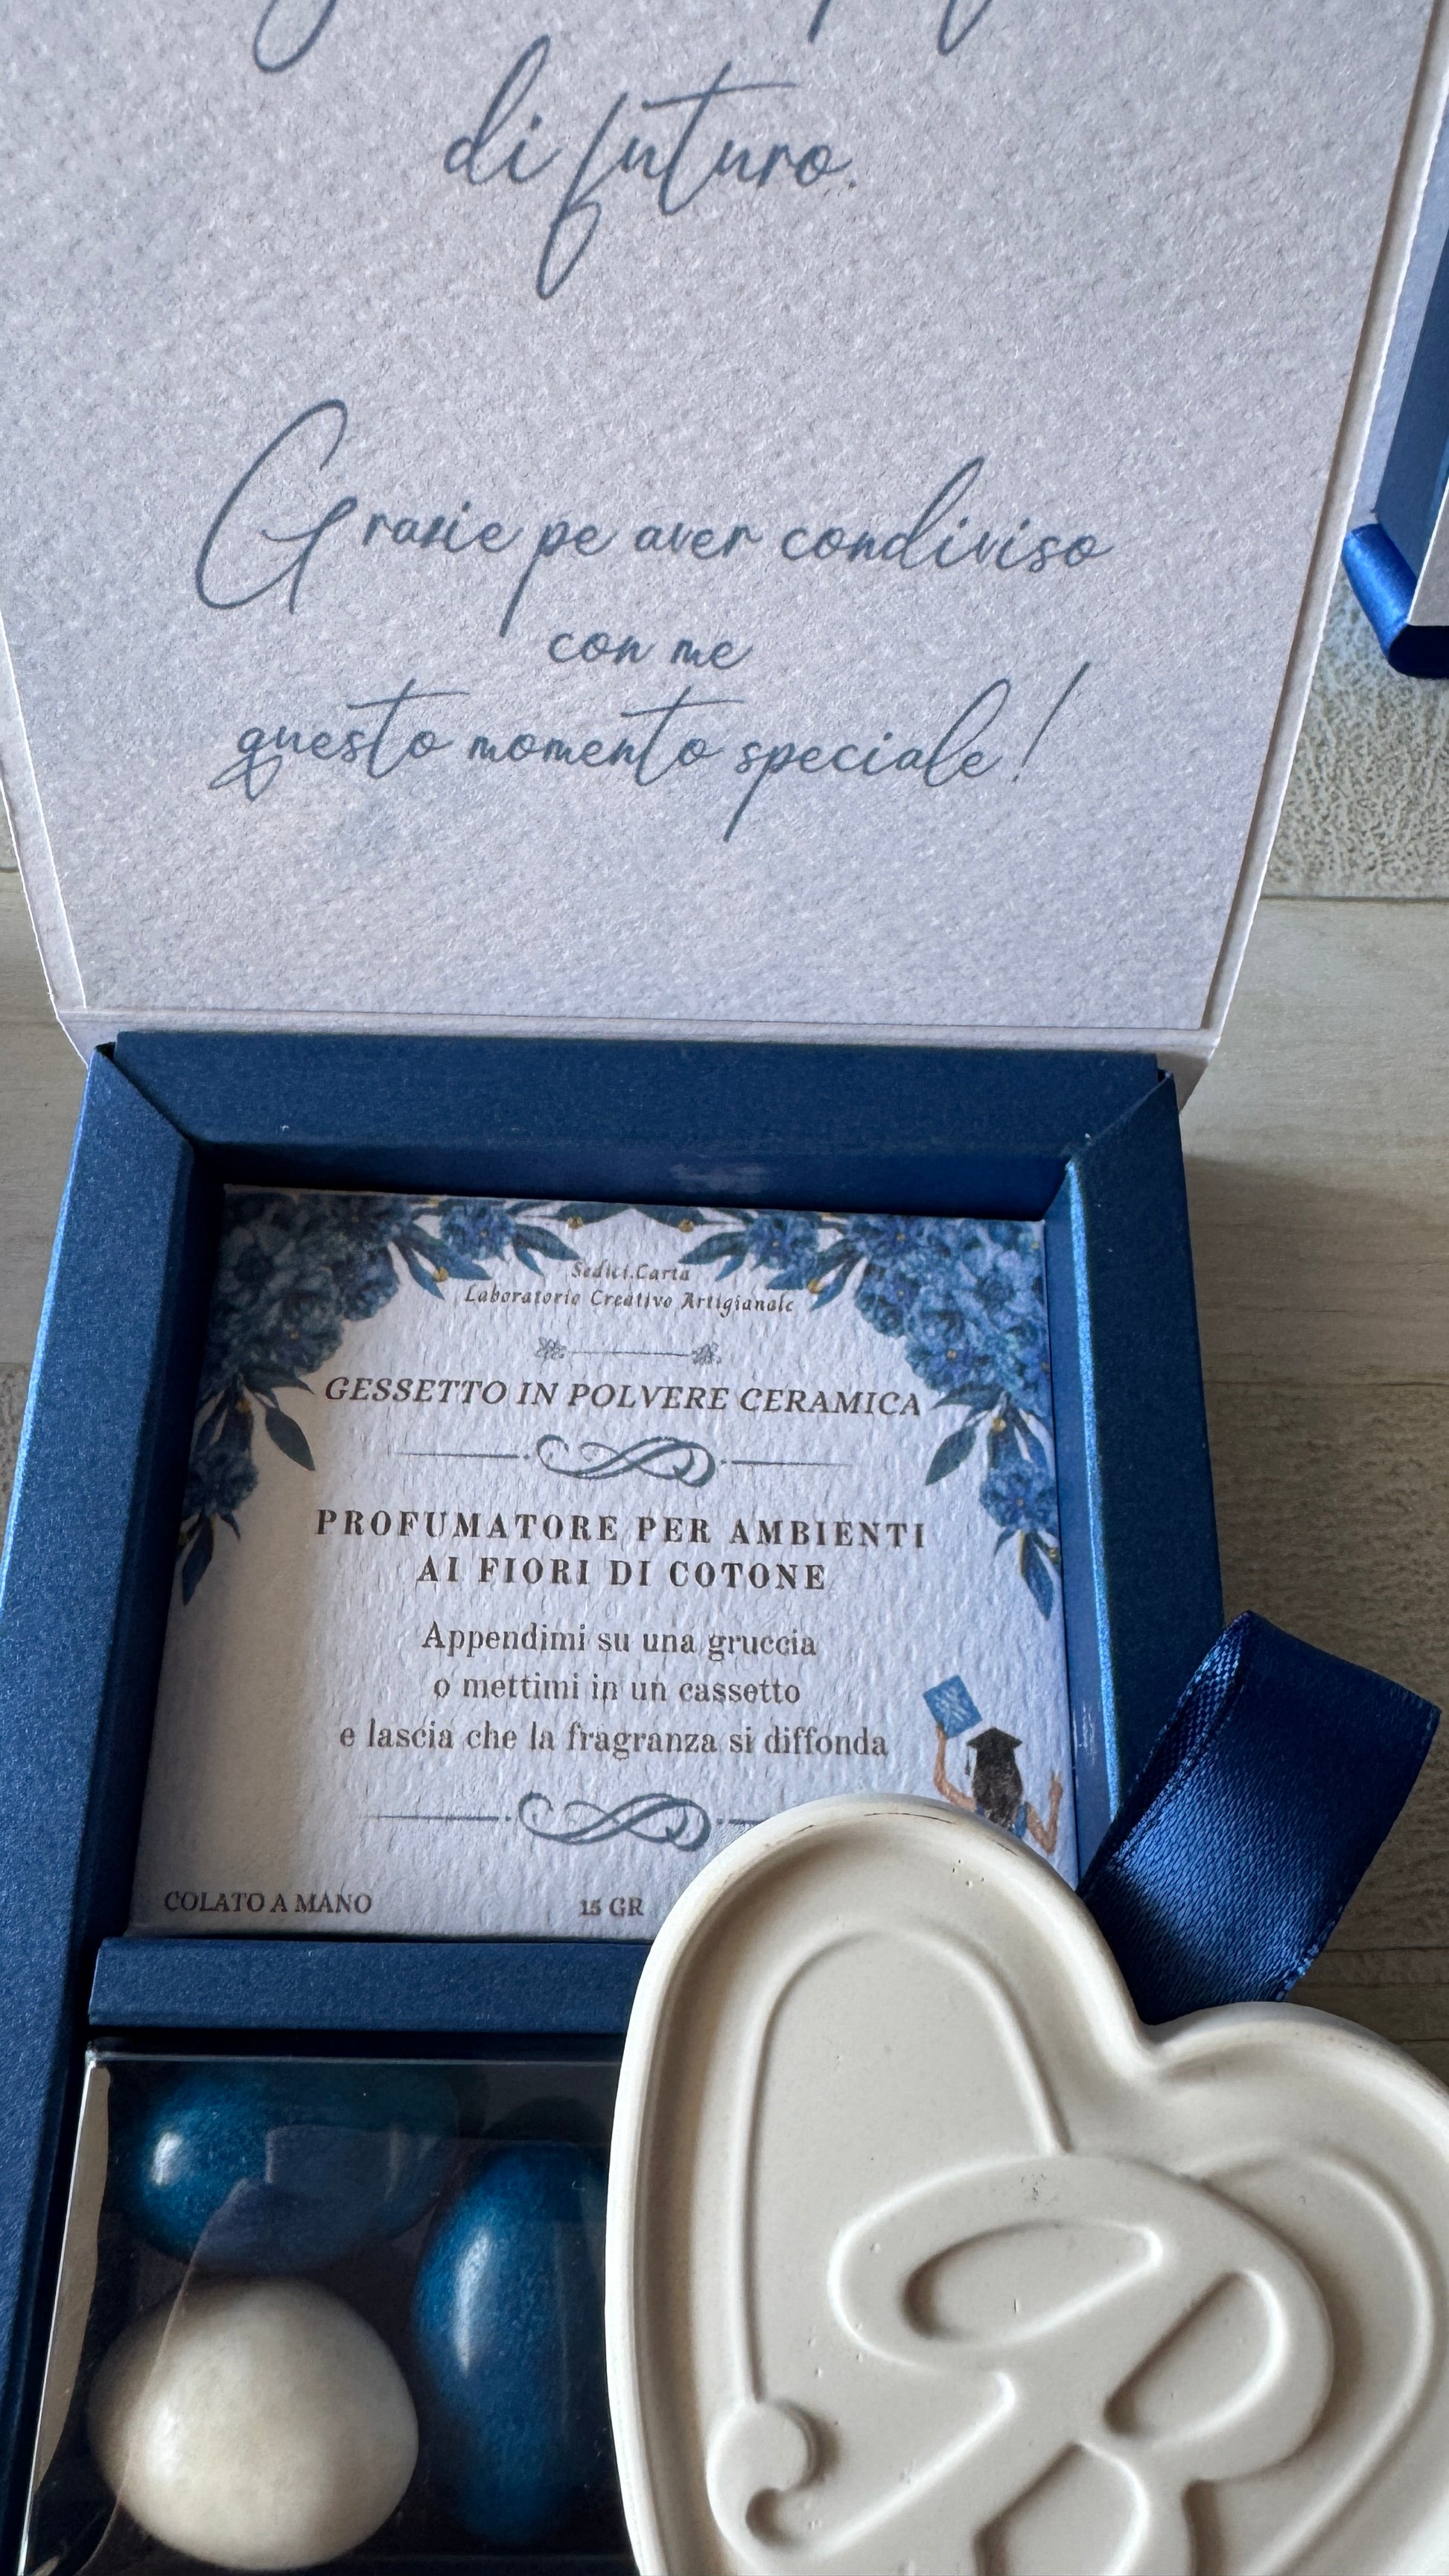 di futuro.
Grazie pe aver condiviso
con me
questo momento speciale!
Sedici.Carta
Laboratorio Creativo Artigianale
GESSETTO IN POLVERE CERAMICA
PROFUMATORE PER AMBIENTI
AI FIORI DI COTONE
Appendimi su una gruccia
o mettimi in un cassetto
e lascia che la fragranza si diffonda
COLATO A MANO
15 GR